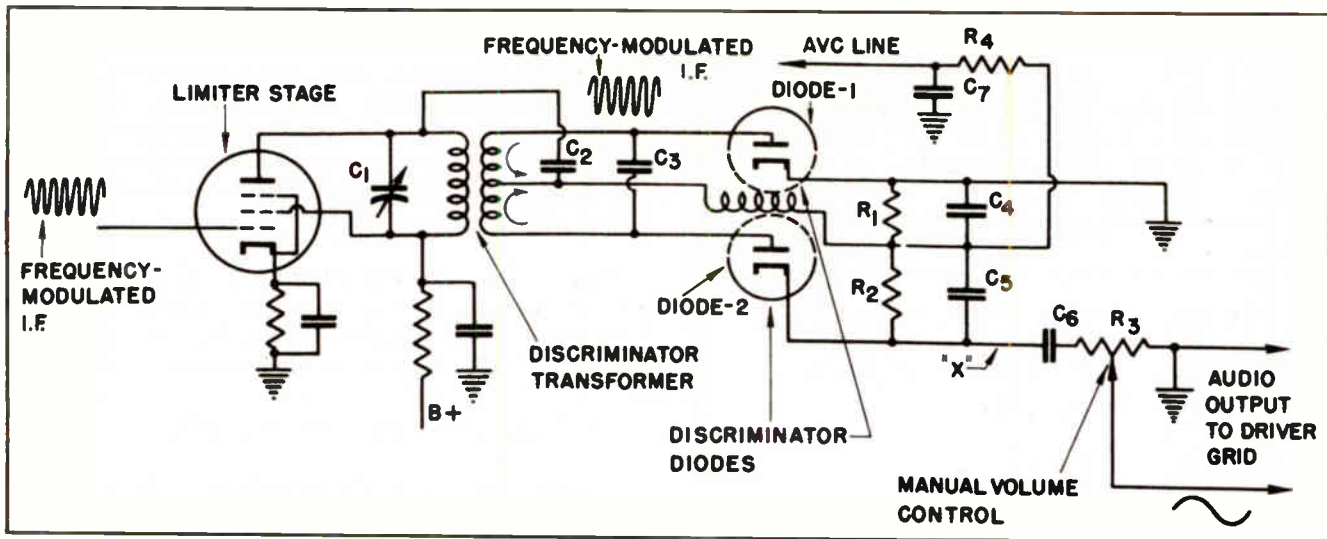 FREQUENCY-MODULATED
I.F.
AVC LINE
R4
C7
LIMITER STAGE
DIODE-1
C1
C2
C3
R1
C4
R2
C5
FREQUENCY-
MODULATED
I.F.
DIODE-2
C6
R3
DISCRIMINATOR
TRANSFORMER
"X"
B+
AUDIO
OUTPUT
TO DRIVER
GRID
DISCRIMINATOR
DIODES
MANUAL VOLUME
CONTROL